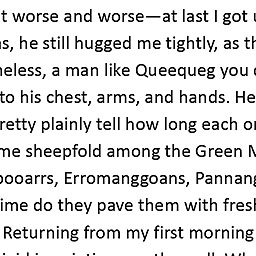 t worse and worse—at last I got
s, he still hugged me tightly, as th
eless, a man like Queequeg you
to his chest, arms, and hands. He
retty plainly tell how long each o
me sheepfold among the Green M
ooarrs, Erromanggoans, Pannang
ime do they pave them with fresh
Returning from my first morning